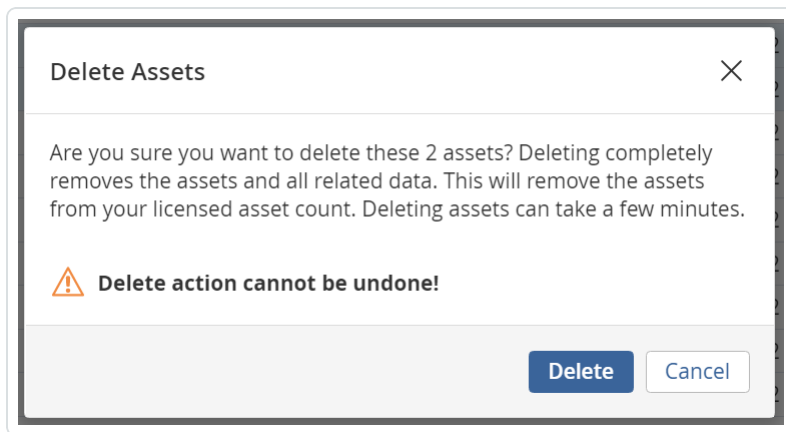 Delete Assets
Are you sure you want to delete these 2 assets? Deleting completely
removes the assets and all related data. This will remove the assets
from your licensed asset count. Deleting assets can take a few minutes.
Delete action cannot be undone!
Delete
Cancel